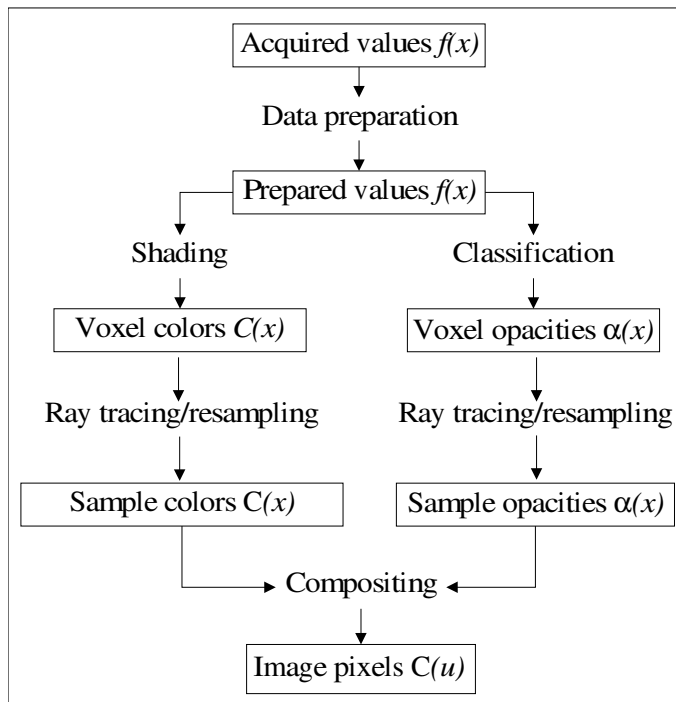 Acquired values f(x)
Data preparation
Prepared values f(x)
Shading
Classification
Voxel colors C(x)
Voxel opacities α(x)
Ray tracing/resampling
Ray tracing/resampling
Sample colors C(x)
Sample opacities α(x)
Compositing
Image pixels C(u)